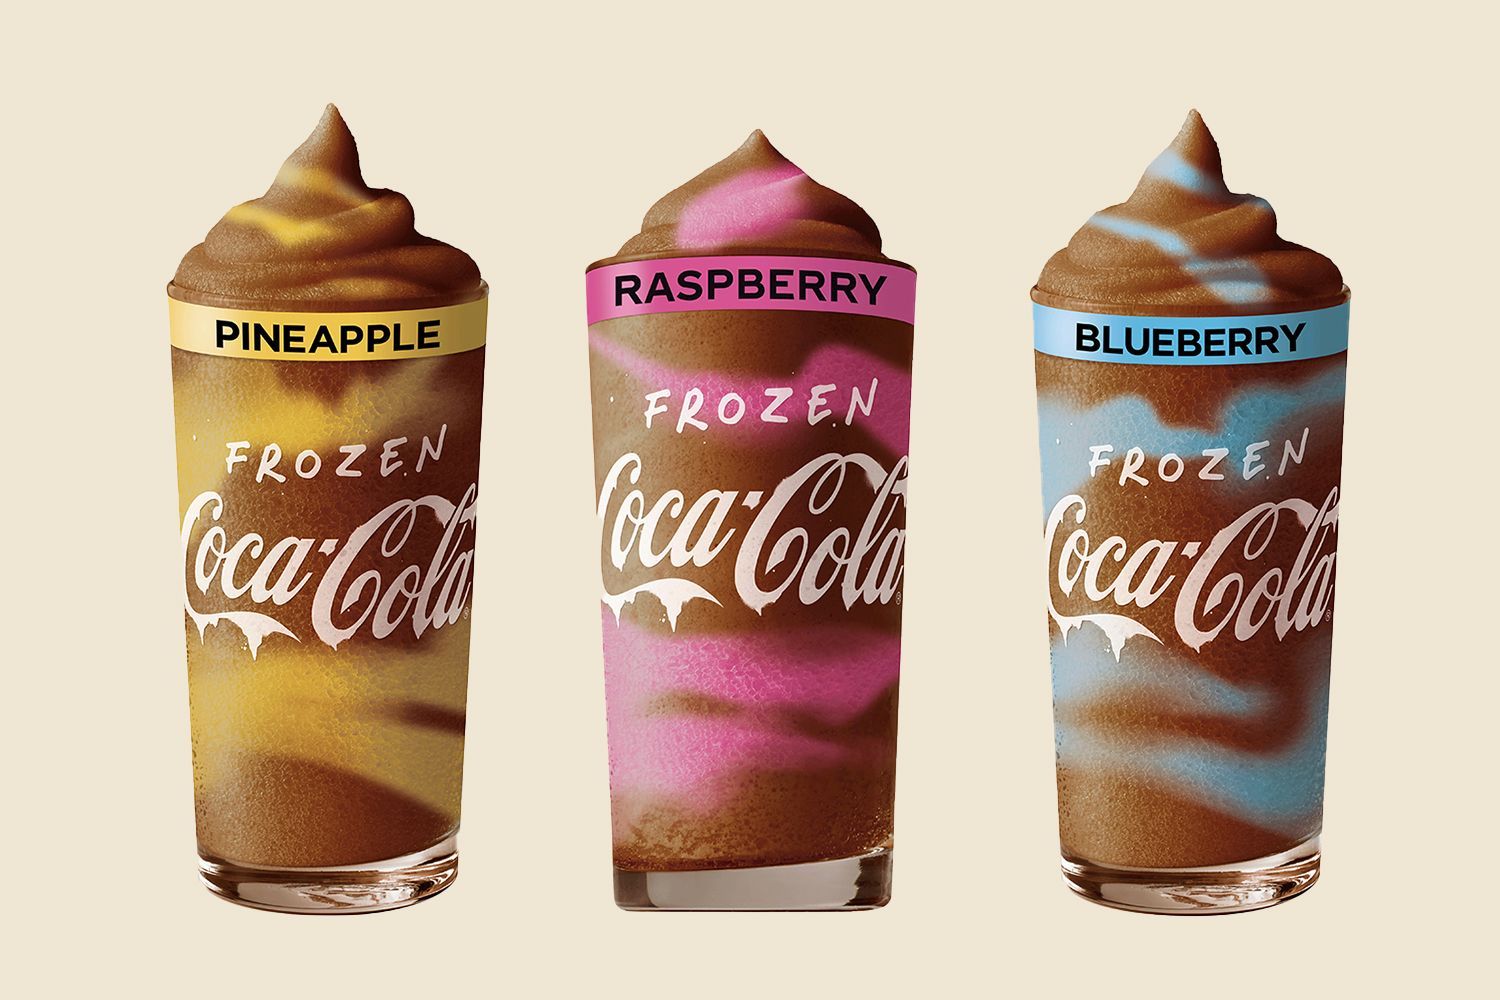 PINEAPPLE
FROZEN
Coca-Cola
RASPBERRY
FROZEN
Coca-Cola
BLUEBERRY
FROZEN
Coca-Cola